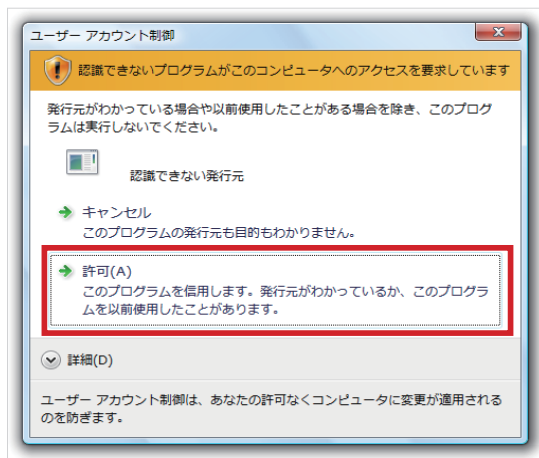 ユーザー アカウント制御
認識できないプログラムがこのコンピュータへのアクセスを要求しています
発行元がわかっている場合や以前使用したことがある場合を除き、このプログ
ラムは実行しないでください。
認識できない発行元
キャンセル
このプログラムの発行元も目的もわかりません。
許可(A)
このプログラムを信用します。発行元がわかっているか、このプログラ
ムを以前使用したことがあります。
詳細(D)
ユーザー アカウント制御は、あなたの許可なくコンピュータに変更が適用される
のを防ぎます。